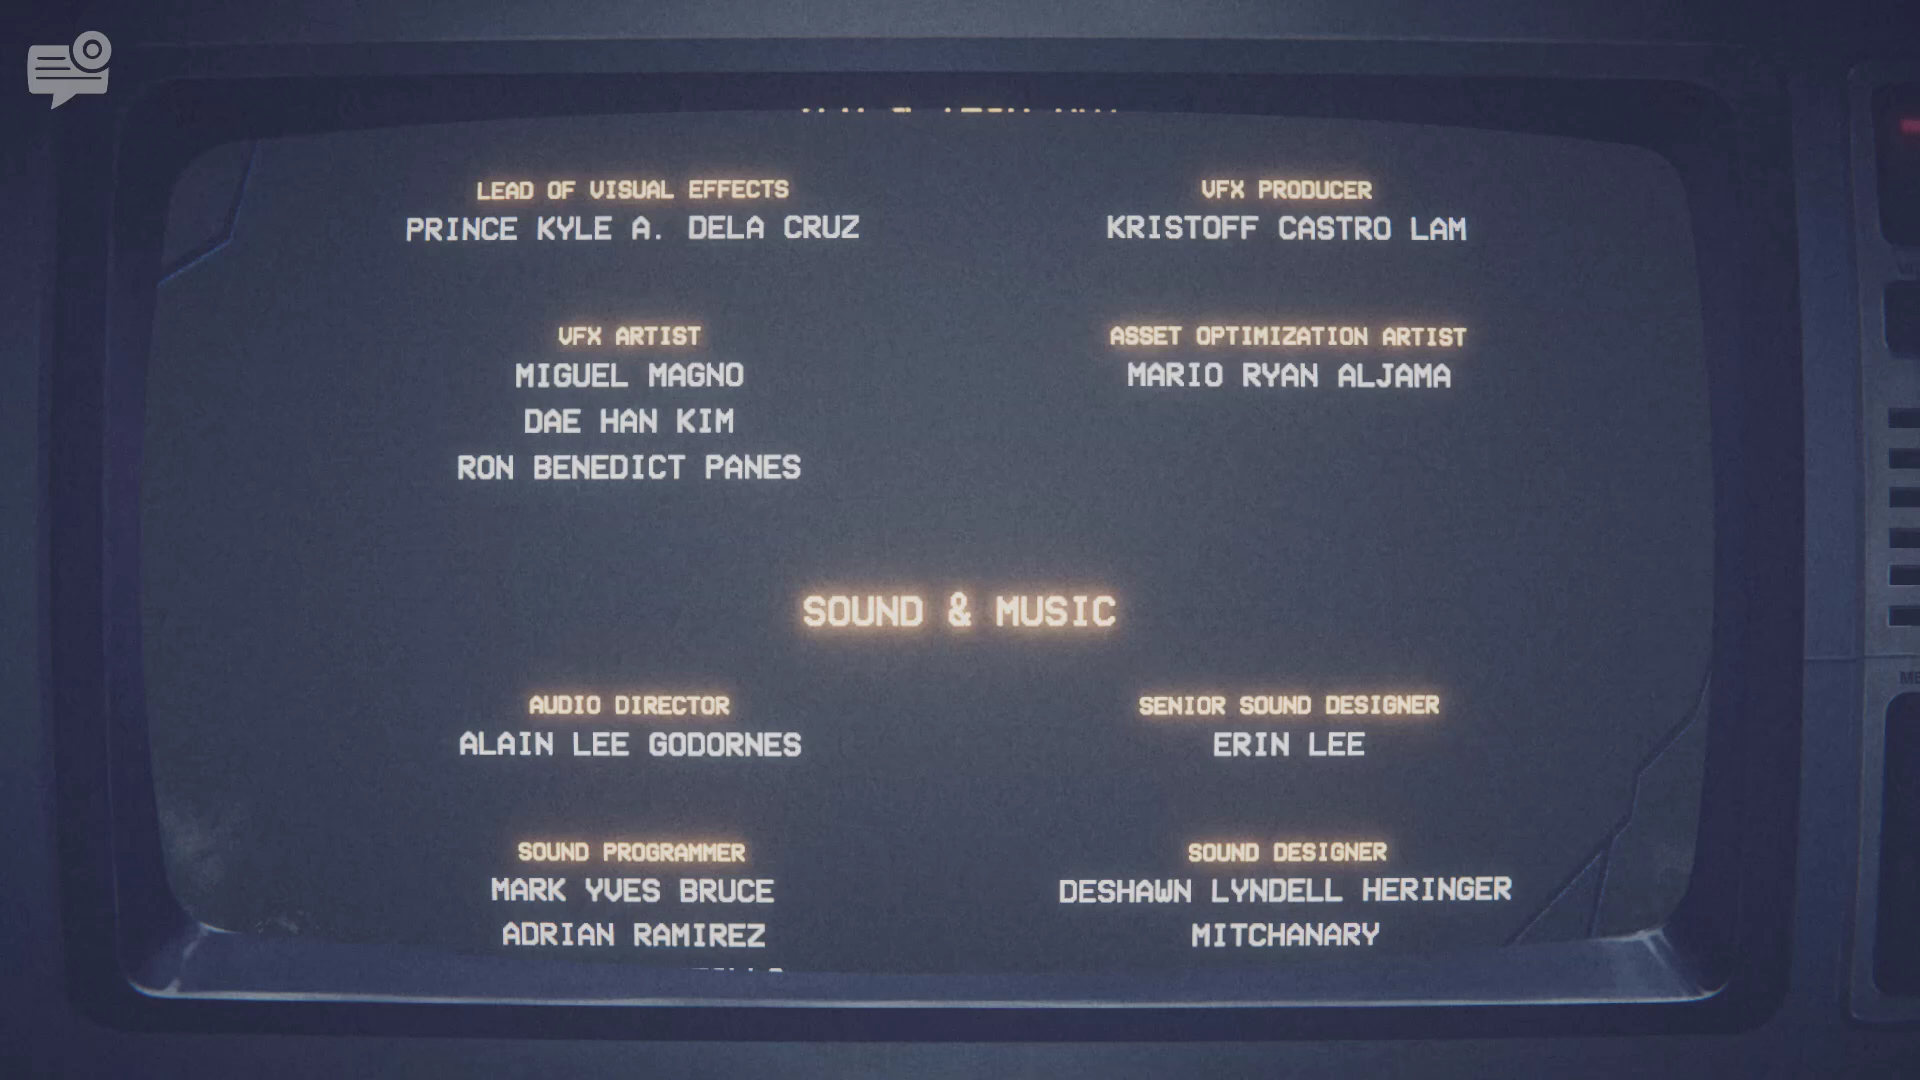 LEAD OF VISUAL EFFECTS
PRINCE KYLE A. DELA CRUZ
VFX PRODUCER
KRISTOFF CASTRO LAM
VFX ARTIST
MIGUEL MAGNO
DAE HAN KIM
RON BENEDICT PANES
ASSET OPTIMIZATION ARTIST
MARIO RYAN ALJAMA
SOUND & MUSIC
AUDIO DIRECTOR
ALAIN LEE GODORNES
SENIOR SOUND DESIGNER
ERIN LEE
SOUND PROGRAMMER
MARK YVES BRUCE
ADRIAN RAMIREZ
SOUND DESIGNER
DESHAWN LYNDELL HERINGER
MITCHANARY